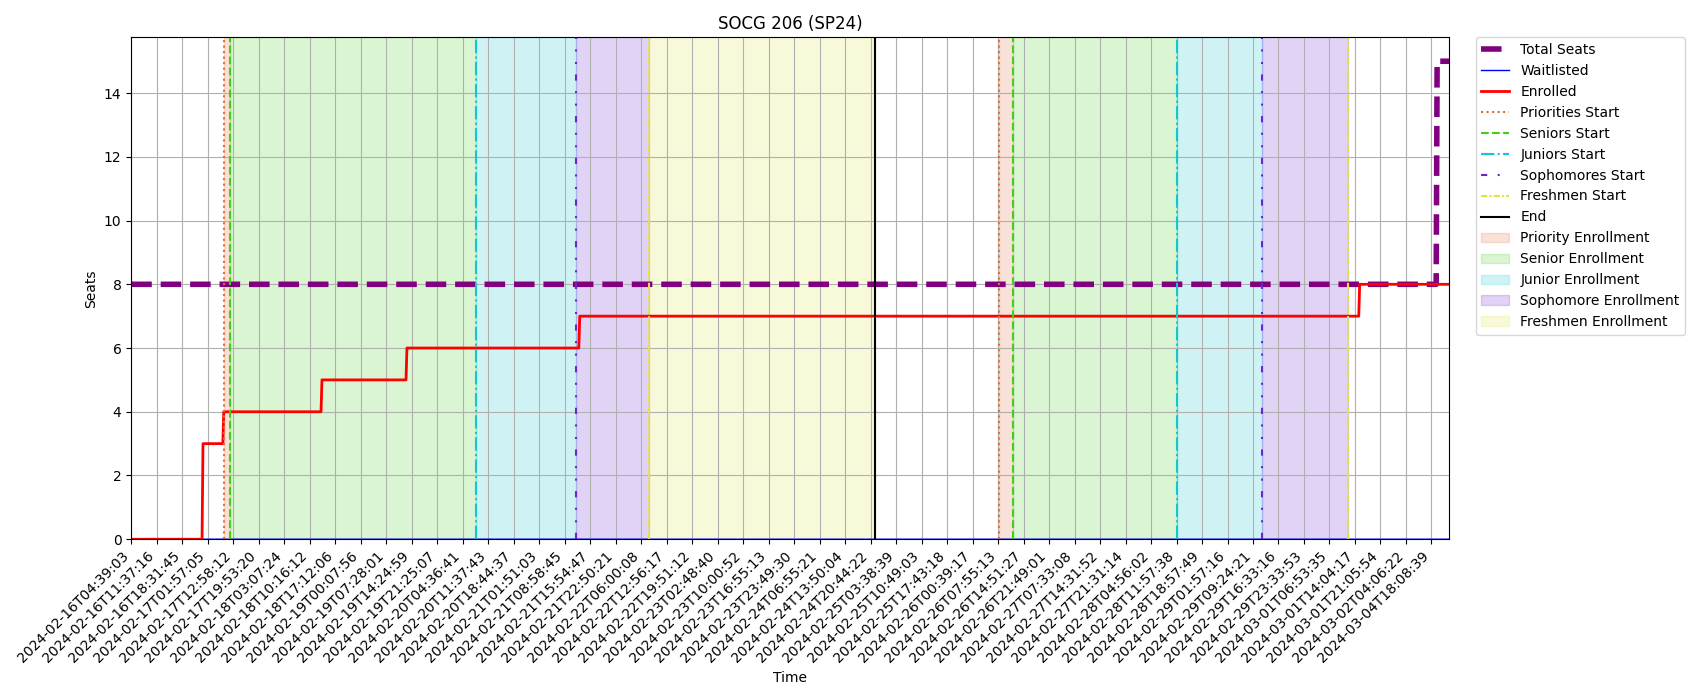 SOCG 206 (SP24)
Seats
14
12
10
8
6
4
2
0
2024-02-16T04:39:03
2024-02-16T11:37:16
2024-02-16T18:31:45
2024-02-17T01:57:05
2024-02-17T12:58:12
2024-02-17T19:53:20
2024-02-18T03:07:24
2024-02-18T10:16:12
2024-02-18T17:12:06
2024-02-19T00:07:56
2024-02-19T07:28:01
2024-02-19T14:24:59
2024-02-19T21:25:07
2024-02-20T04:36:41
2024-02-20T11:37:43
2024-02-20T18:44:37
2024-02-21T01:51:03
2024-02-21T08:58:45
2024-02-21T15:54:47
2024-02-21T22:50:21
2024-02-22T06:00:08
2024-02-22T12:56:17
2024-02-22T19:51:12
2024-02-23T02:48:40
2024-02-23T10:00:52
2024-02-23T16:55:13
2024-02-23T23:49:30
2024-02-24T06:55:21
2024-02-24T13:50:04
2024-02-24T20:44:22
2024-02-25T03:38:39
2024-02-25T10:49:03
2024-02-25T17:43:18
2024-02-26T00:39:17
2024-02-26T07:55:13
2024-02-26T14:51:27
2024-02-26T21:49:01
2024-02-27T07:33:08
2024-02-27T14:31:52
2024-02-27T21:31:14
2024-02-28T04:56:02
2024-02-28T11:57:38
2024-02-28T18:57:49
2024-02-29T01:57:16
2024-02-29T09:24:21
2024-02-29T16:33:16
2024-02-29T23:33:53
2024-03-01T06:53:35
2024-03-01T14:04:17
2024-03-01T21:05:54
2024-03-02T04:06:22
2024-03-04T18:08:39
Time
Total Seats
Waitlisted
Enrolled
Priorities Start
Seniors Start
Juniors Start
Sophomores Start
Freshmen Start
End
Priority Enrollment
Senior Enrollment
Junior Enrollment
Sophomore Enrollment
Freshmen Enrollment